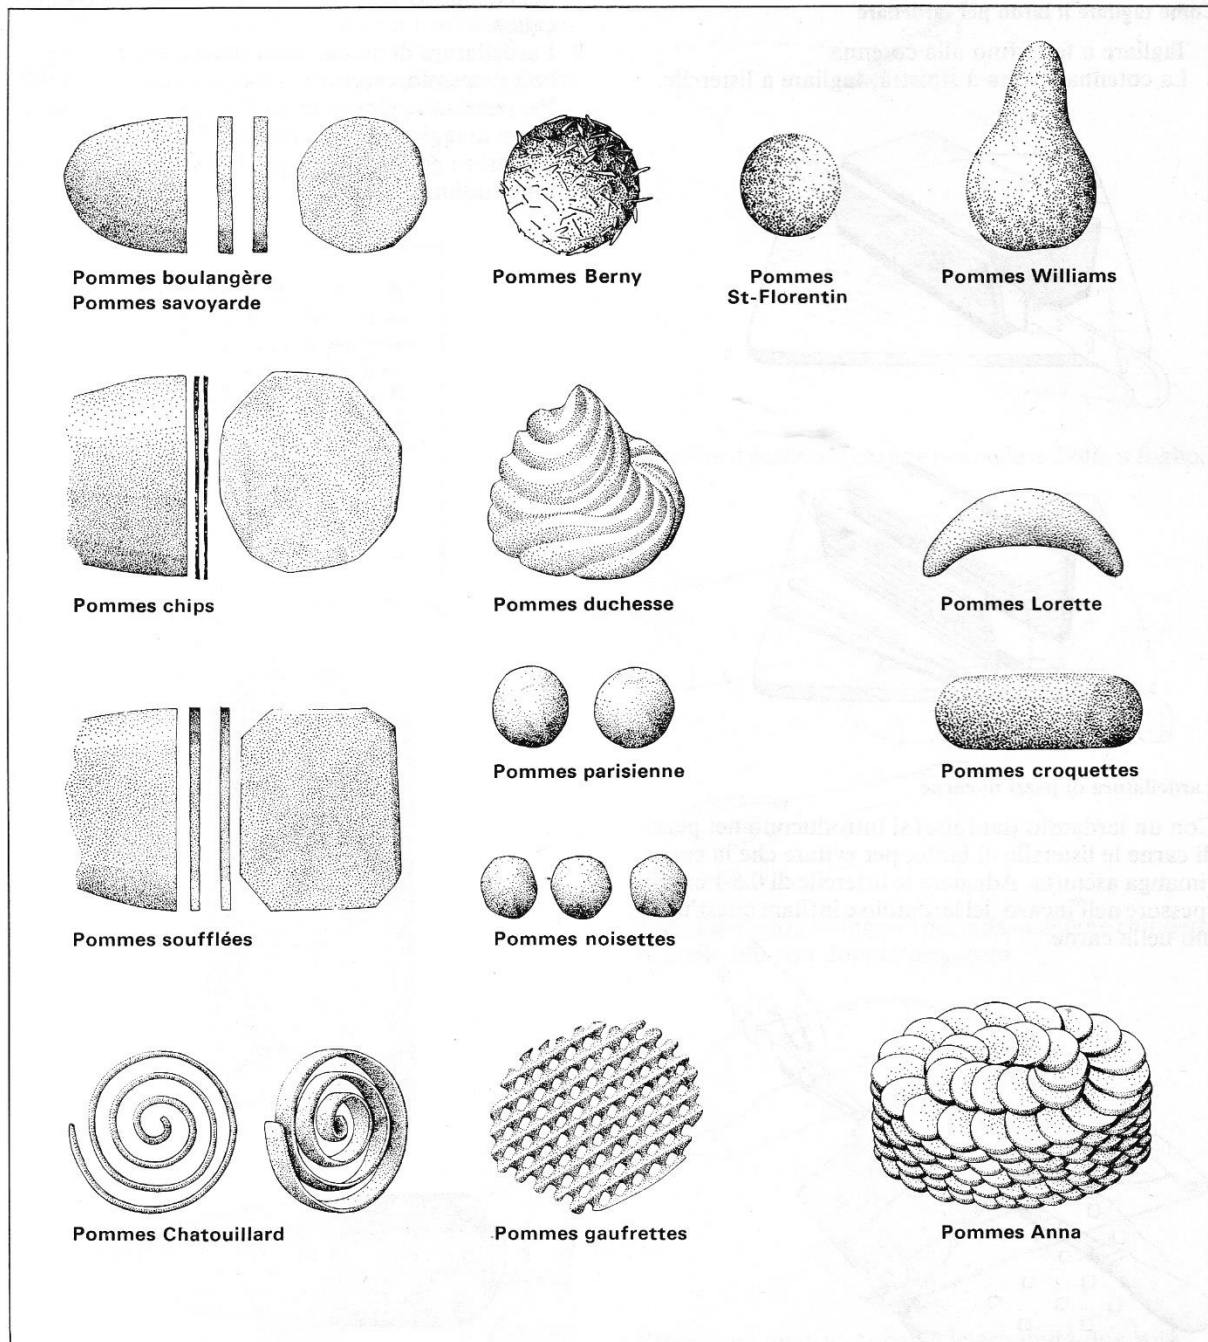 Pommes boulangère
Pommes savoyarde
Pommes Berny
Pommes
St-Florentin
Pommes Williams
Pommes chips
Pommes duchesse
Pommes Lorette
Pommes parisienne
Pommes croquettes
Pommes soufflées
Pommes noisettes
Pommes Chatouillard
Pommes gaufrettes
Pommes Anna